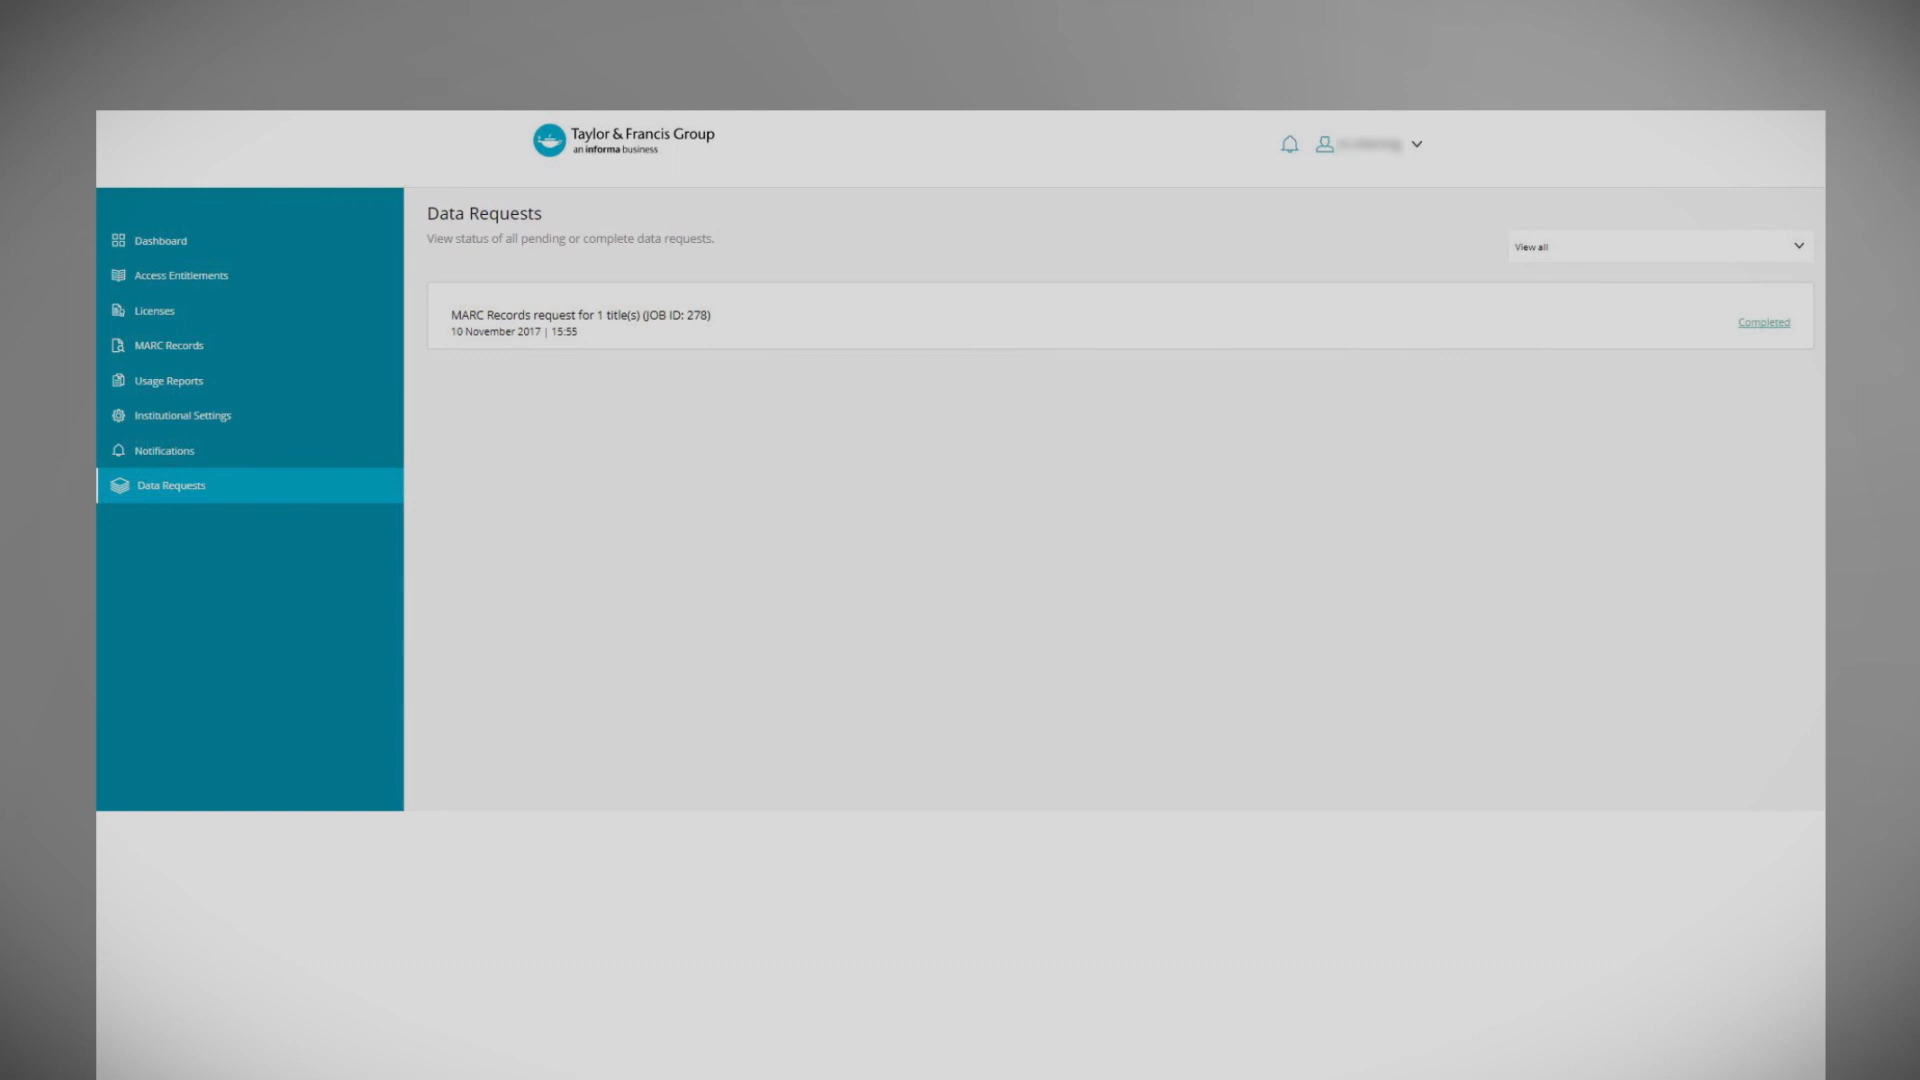 Taylor & Francis Group
an informa business
Dashboard
Access Entitlements
Licenses
MARC Records
Usage Reports
Institutional Settings
Notifications
Data Requests
Data Requests
View status of all pending or complete data requests.
View all
MARC Records request for 1 title(s) (JOB ID: 278)
10 November 2017 | 15:55
Completed